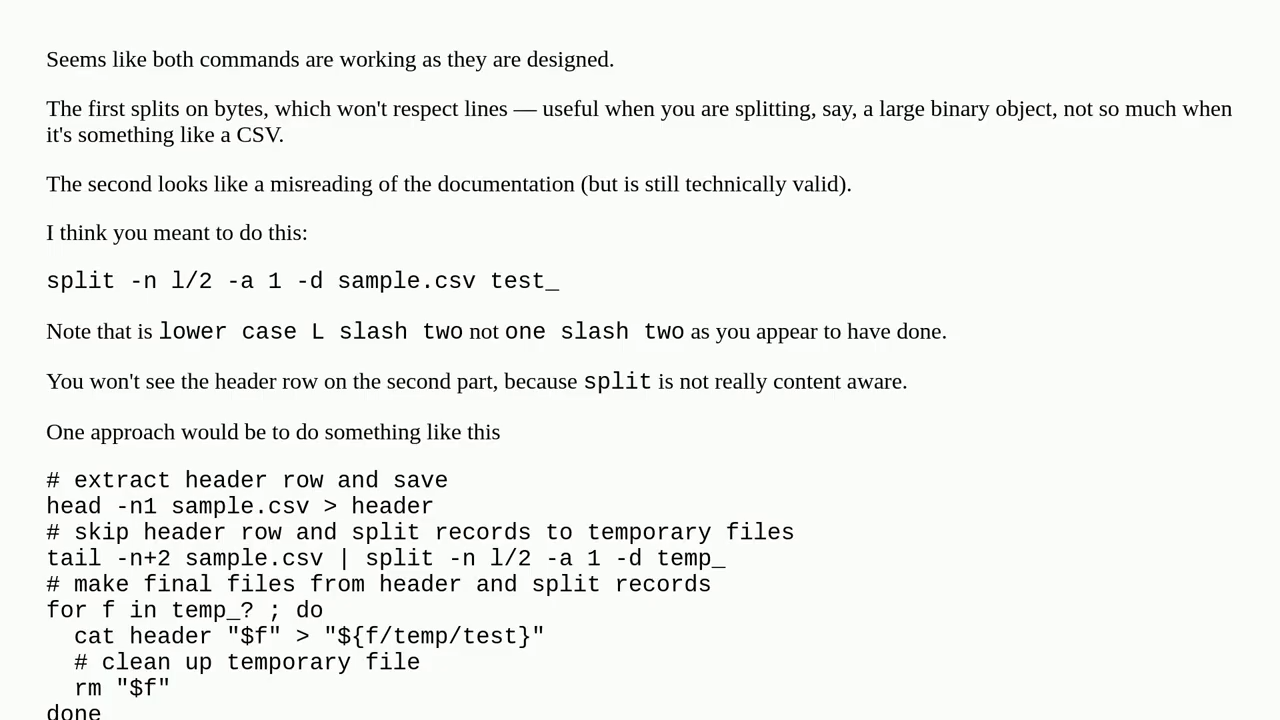 Seems like both commands are working as they are designed.
The first splits on bytes, which won't respect lines — useful when you are splitting, say, a large binary object, not so much when
it's something like a CSV.
The second looks like a misreading of the documentation (but is still technically valid).
I think you meant to do this:
split -n l/2 -a 1 -d sample.csv test_
Note that is lower case L slash two not one slash two as you appear to have done.
You won't see the header row on the second part, because split is not really content aware.
One approach would be to do something like this
# extract header row and save
head -n1 sample.csv > header
# skip header row and split records to temporary files
tail -n+2 sample.csv | split -n l/2 -a 1 -d temp_
# make final files from header and split records
for f in temp_? ; do
  cat header "$f" > "${f/temp/test}"
  # clean up temporary file
  rm "$f"
done